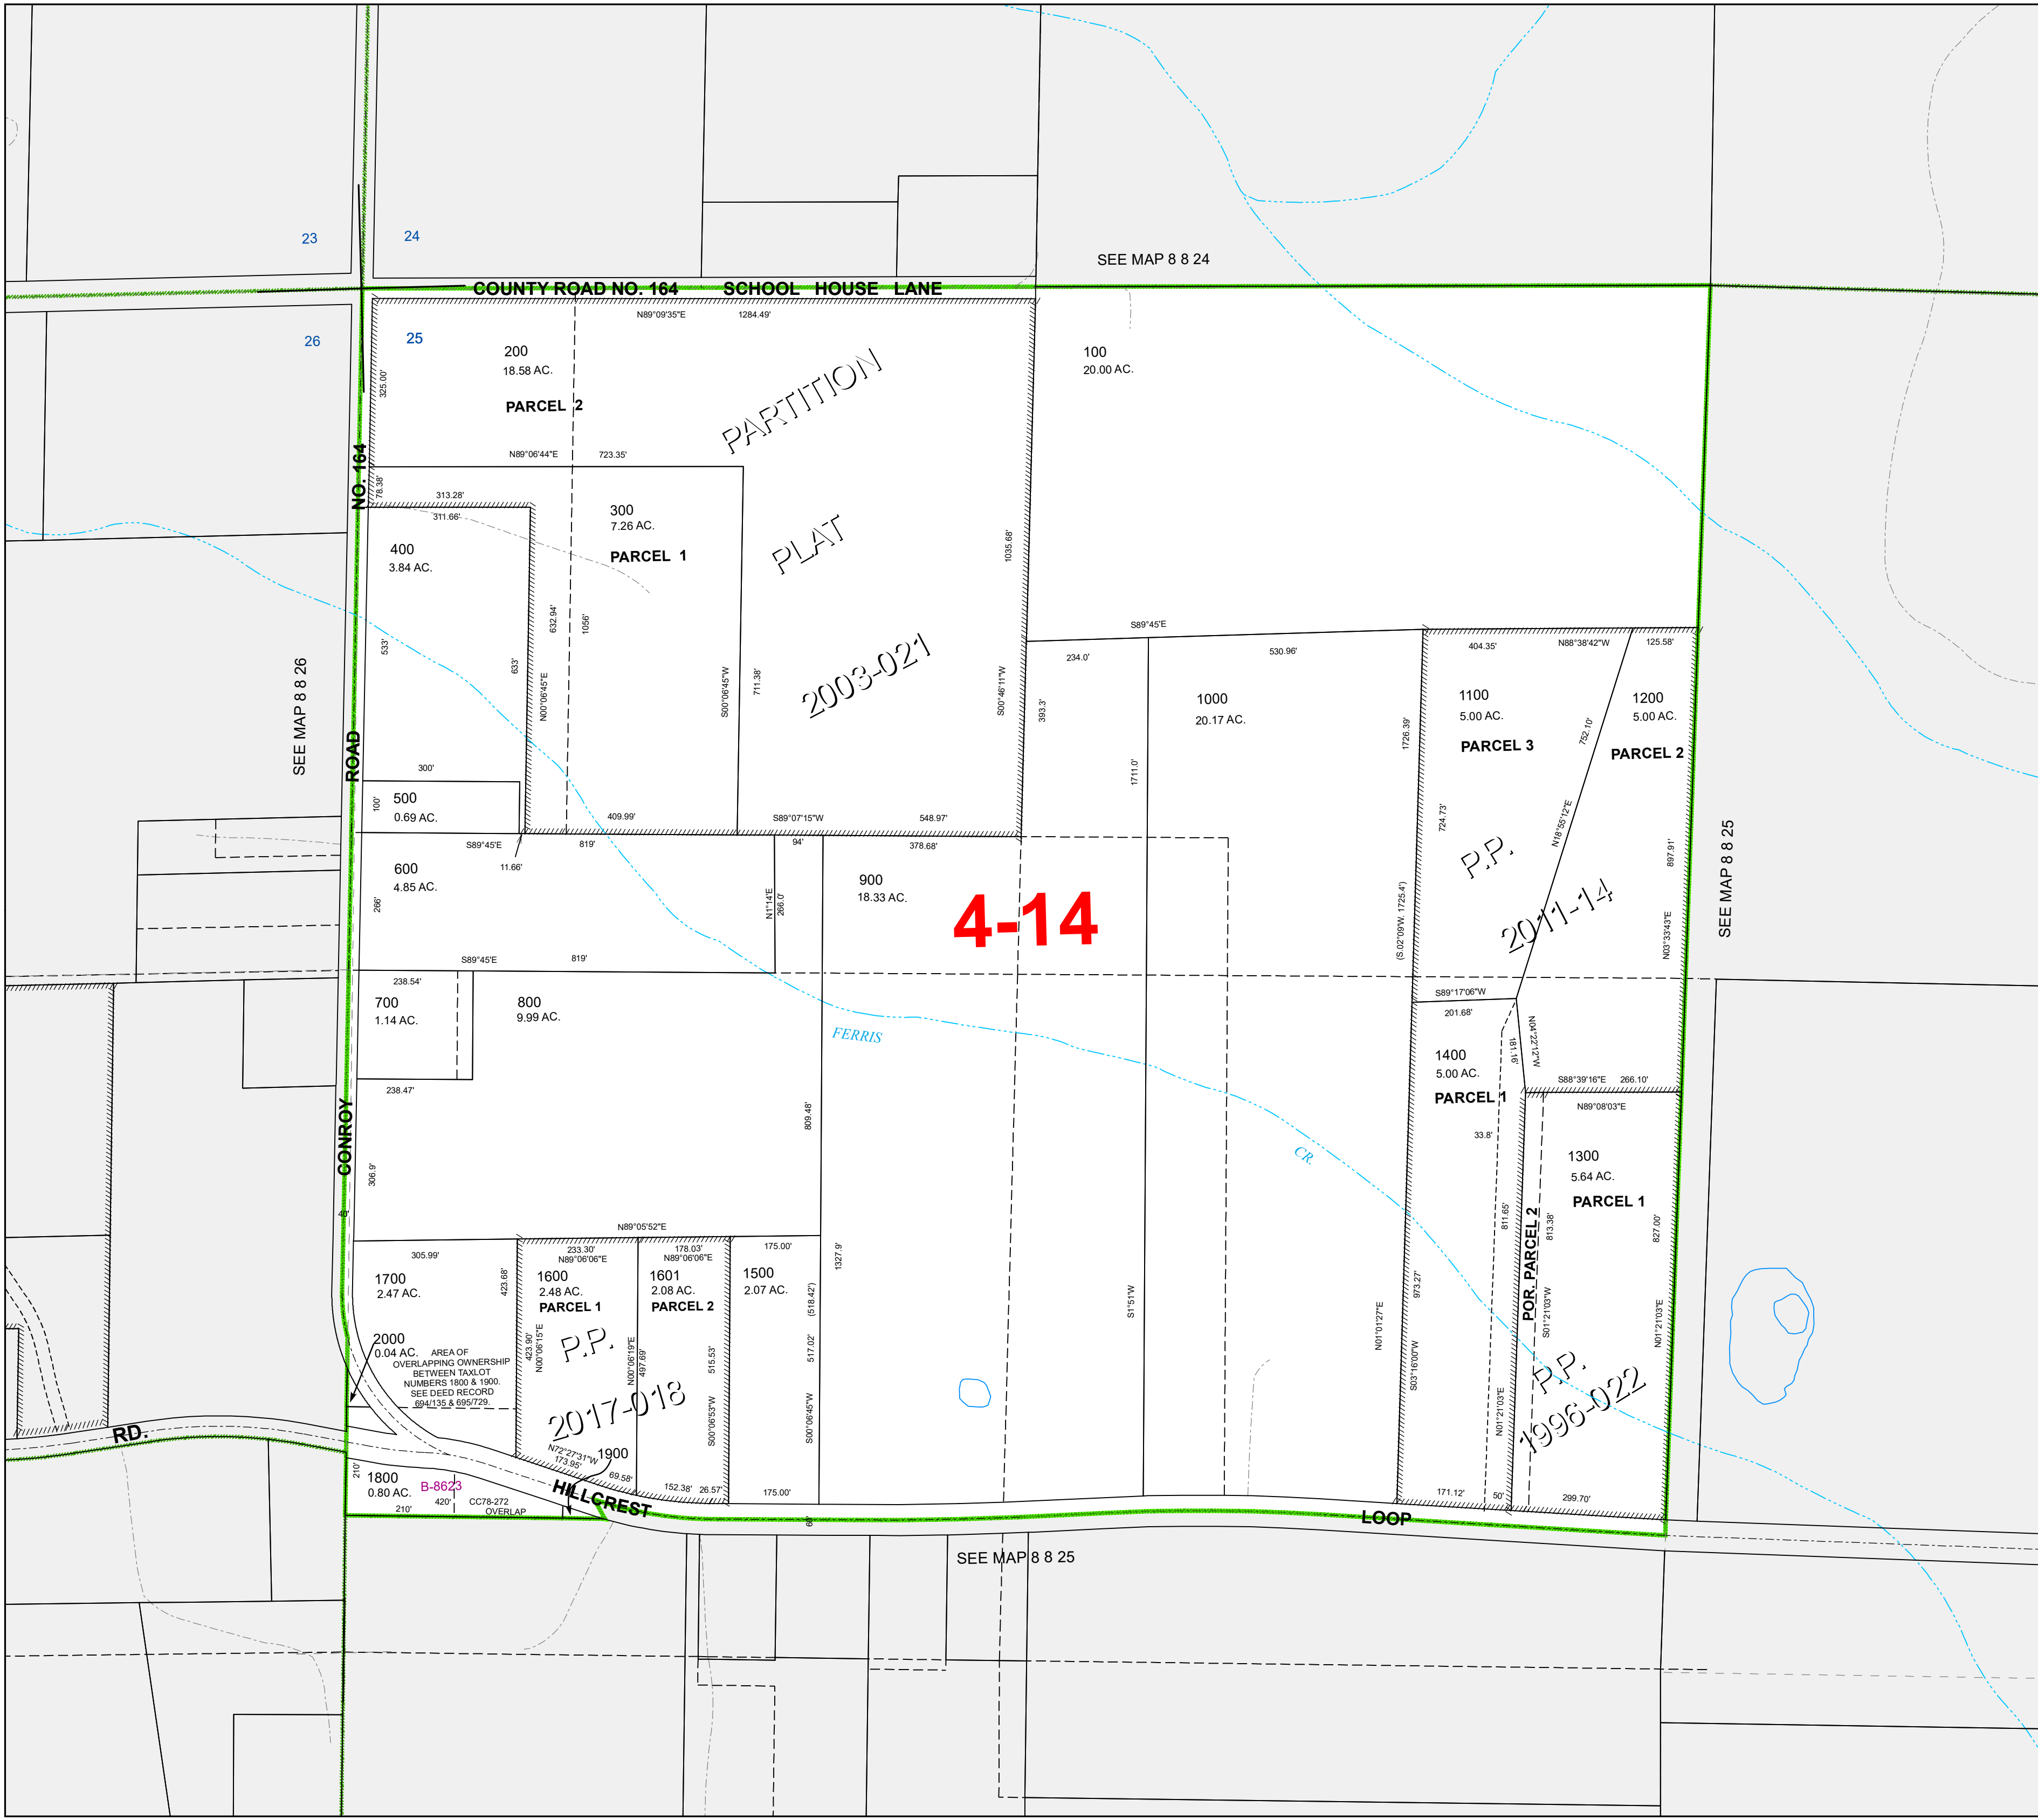 23
24
26
25
SEE MAP 8 8 24
COUNTY ROAD NO. 164 SCHOOL HOUSE LANE
N89°09'35"E 1284.49'
325.00'
200
18.58 AC.
PARCEL 2
PARTITION
PLAT
2003-021
100
20.00 AC.
N89°06'44"E 723.35'
NO. 164
78.38'
313.28'
311.66'
300
7.26 AC.
PARCEL 1
400
3.84 AC.
533'
633'
632.94'
N00°06'45"E
1056'
S00°06'45"W
711.38'
1035.68'
S00°46'11"W
393.3'
SEE MAP 8 8 26
ROAD
300'
100'
500
0.69 AC.
409.99'
S89°07'15"W
548.97'
S89°45'E
234.0'
530.96'
404.35'
N88°38'42"W
125.58'
1000
20.17 AC.
1711.0'
1726.39'
1100
5.00 AC.
PARCEL 3
752.10'
1200
5.00 AC.
PARCEL 2
724.73'
N18°55'12"E
P.P.
2011-14
897.91'
N03°33'43"E
SEE MAP 8 8 25
(S.02°09'W. 1725.4')
S89°45'E
819'
11.66'
94'
378.68'
600
4.85 AC.
266'
N1°14'E
266.0'
900
18.33 AC.
4-14
S89°45'E
819'
238.54'
700
1.14 AC.
800
9.99 AC.
238.47'
FERRIS
CR.
CONROY
306.9'
40'
809.48'
S89°17'06"W
201.68'
N04°22'12"W
181.16'
1400
5.00 AC.
PARCEL 1
S88°39'16"E 266.10'
N89°08'03"E
33.8'
1300
5.64 AC.
PARCEL 1
811.65'
POR. PARCEL 2
813.38'
S01°21'03"W
827.00'
N01°21'03"E
N89°05'52"E
305.99'
233.30'
N89°06'06"E
178.03'
N89°06'06"E
175.00'
1327.9'
1700
2.47 AC.
423.68'
1600
2.48 AC.
PARCEL 1
1601
2.08 AC.
PARCEL 2
1500
2.07 AC.
(518.42')
517.02'
S00°06'45"W
S1°51'W
N01°01'27"E
973.27'
S03°16'00"W
N01°21'03"E
423.90'
N00°06'15"E
P.P.
2017-018
N00°06'19"E
497.69'
515.53'
S00°06'53"W
P.P.
1996-022
2000
0.04 AC.
AREA OF
OVERLAPPING OWNERSHIP
BETWEEN TAXLOT
NUMBERS 1800 & 1900.
SEE DEED RECORD
694/135 & 695/729.
RD.
N72°27'31"W
173.95'
1900
69.58'
152.38'
26.57'
175.00'
171.12'
50'
299.70'
210'
1800
0.80 AC.
B-8623
210'
420'
CC78-272
OVERLAP
HILLCREST
60'
LOOP
SEE MAP 8 8 25